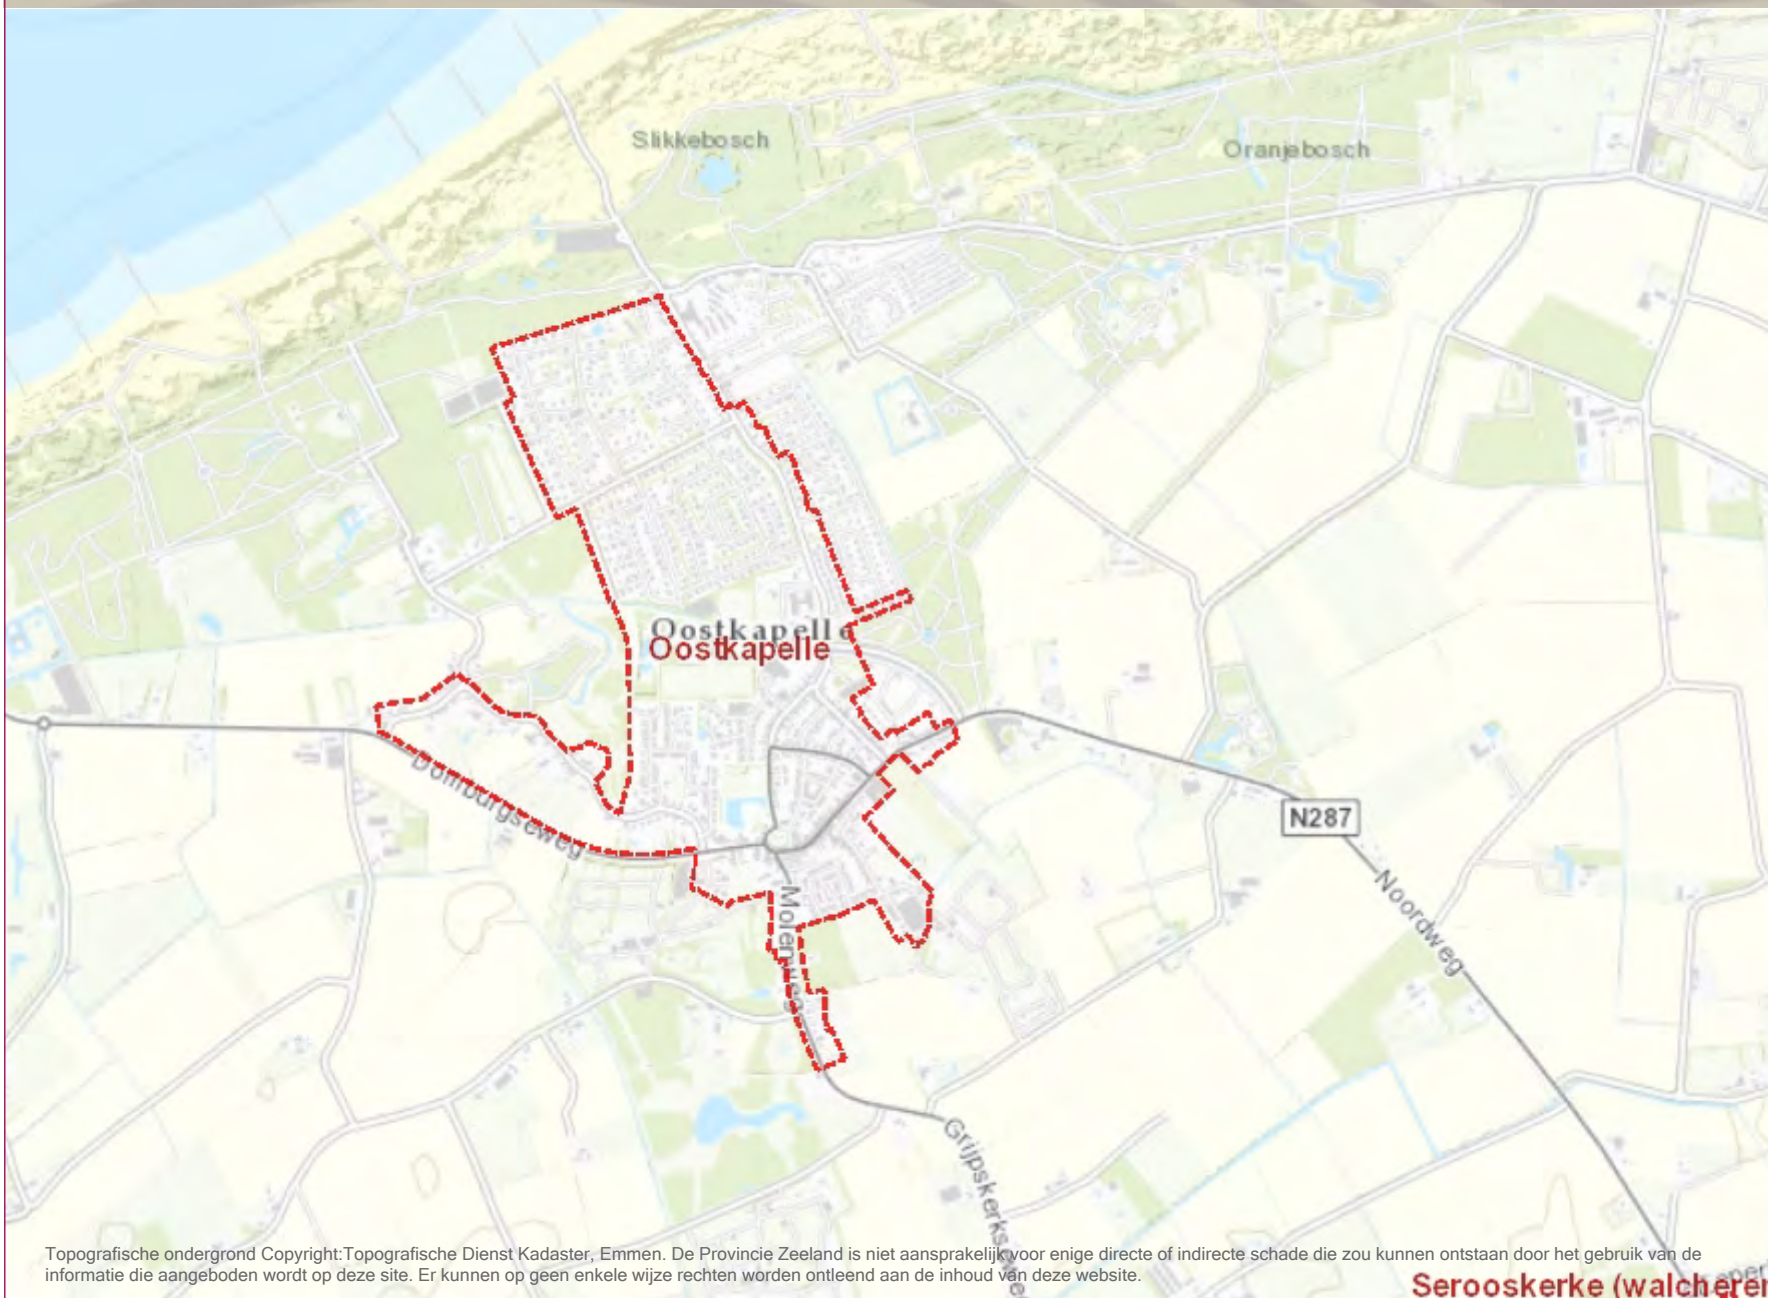 Slikkebosch
Oranjebosch
Oostkapelle
Oostkapelle
Domburgseweg
N287
Molenweg
Noordweg
Grijpskerkseweg
Topografische ondergrond Copyright:Topografische Dienst Kadaster, Emmen. De Provincie Zeeland is niet aansprakelijk voor enige directe of indirecte schade die zou kunnen ontstaan door het gebruik van de
informatie die aangeboden wordt op deze site. Er kunnen op geen enkele wijze rechten worden ontleend aan de inhoud van deze website.
Serooskerke (walcheren